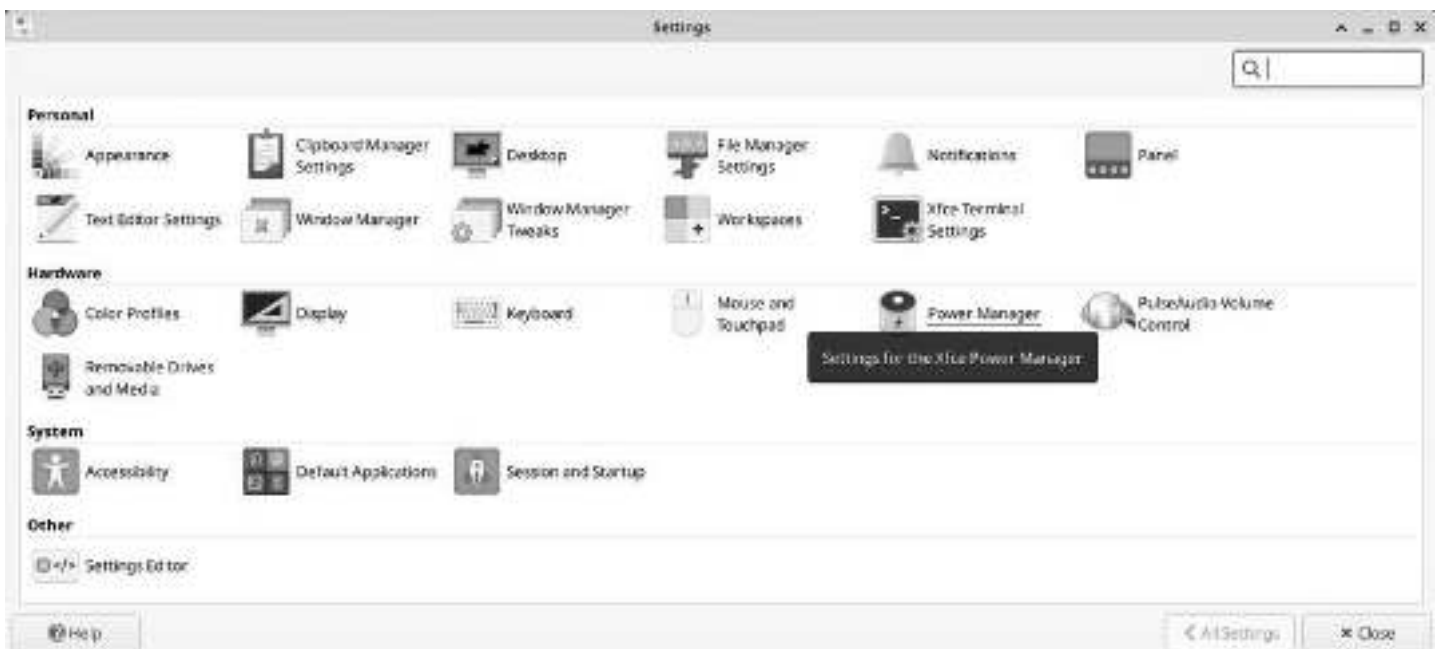 Settings
Personal
Appearance
Clipboard Manager
Settings
Desktop
File Manager
Settings
Notifications
Panel
Text Editor Settings
Window Manager
Window Manager
Tweaks
Workspaces
Xfce Terminal
Settings
Hardware
Color Profiles
Display
Keyboard
Mouse and
Touchpad
Power Manager
PulseAudio Volume
Control
Settings for the Xfce Power Manager
Removable Drives
and Media
System
Accessibility
Default Applications
Session and Startup
Other
Settings Editor
Help
All Settings
Close